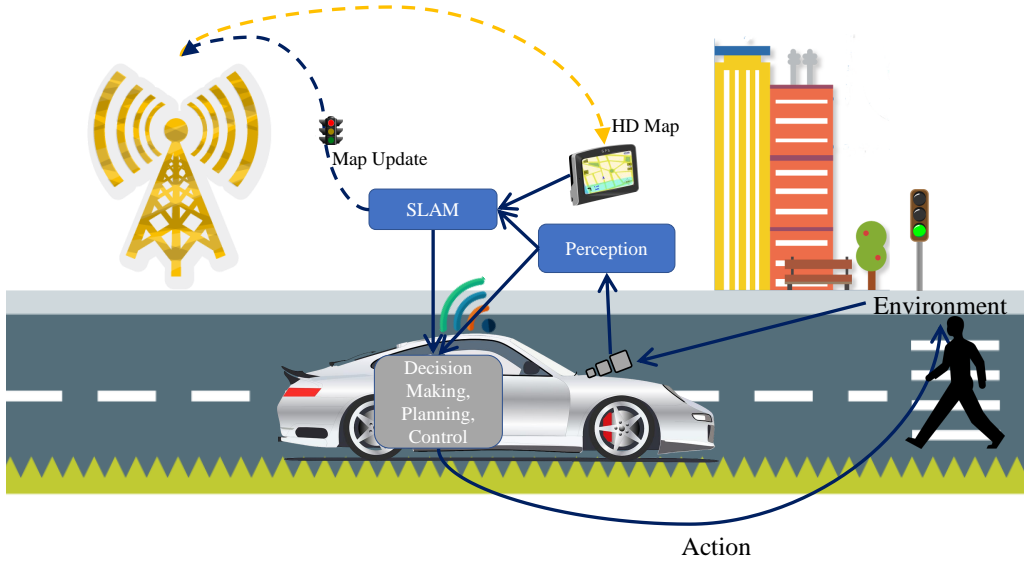 HD Map
Map Update
SLAM
Perception
Environment
Decision
Making,
Planning,
Control
Action